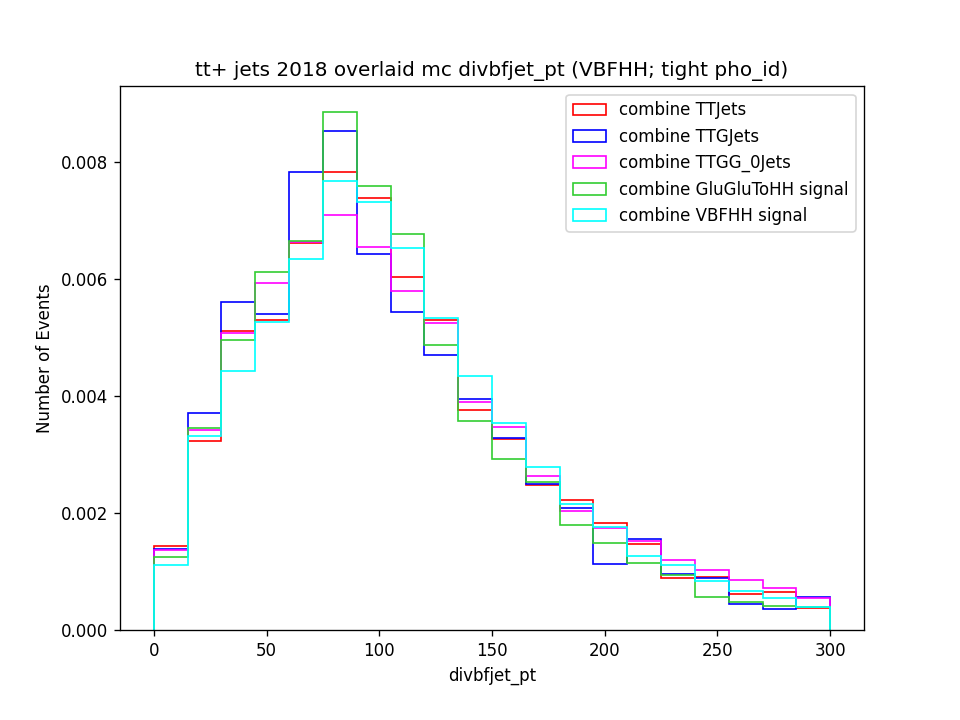 tt+ jets 2018 overlaid mc divbfjet_pt (VBFHH; tight pho_id)
combine TTJets
combine TTGJets
combine TTGG_0Jets
combine GluGluToHH signal
combine VBFHH signal
Number of Events
0.008
0.006
0.004
0.002
0.000
0 50 100 150 200 250 300
divbfjet_pt